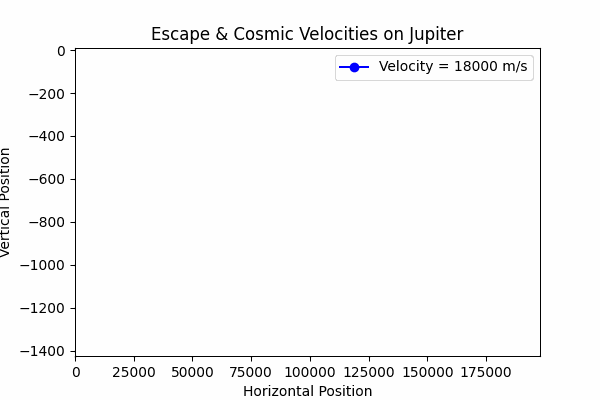 Escape & Cosmic Velocities on Jupiter
Velocity = 18000 m/s
0
−200
−400
−600
−800
−1000
−1200
−1400
Vertical Position
0 25000 50000 75000 100000 125000 150000 175000
Horizontal Position